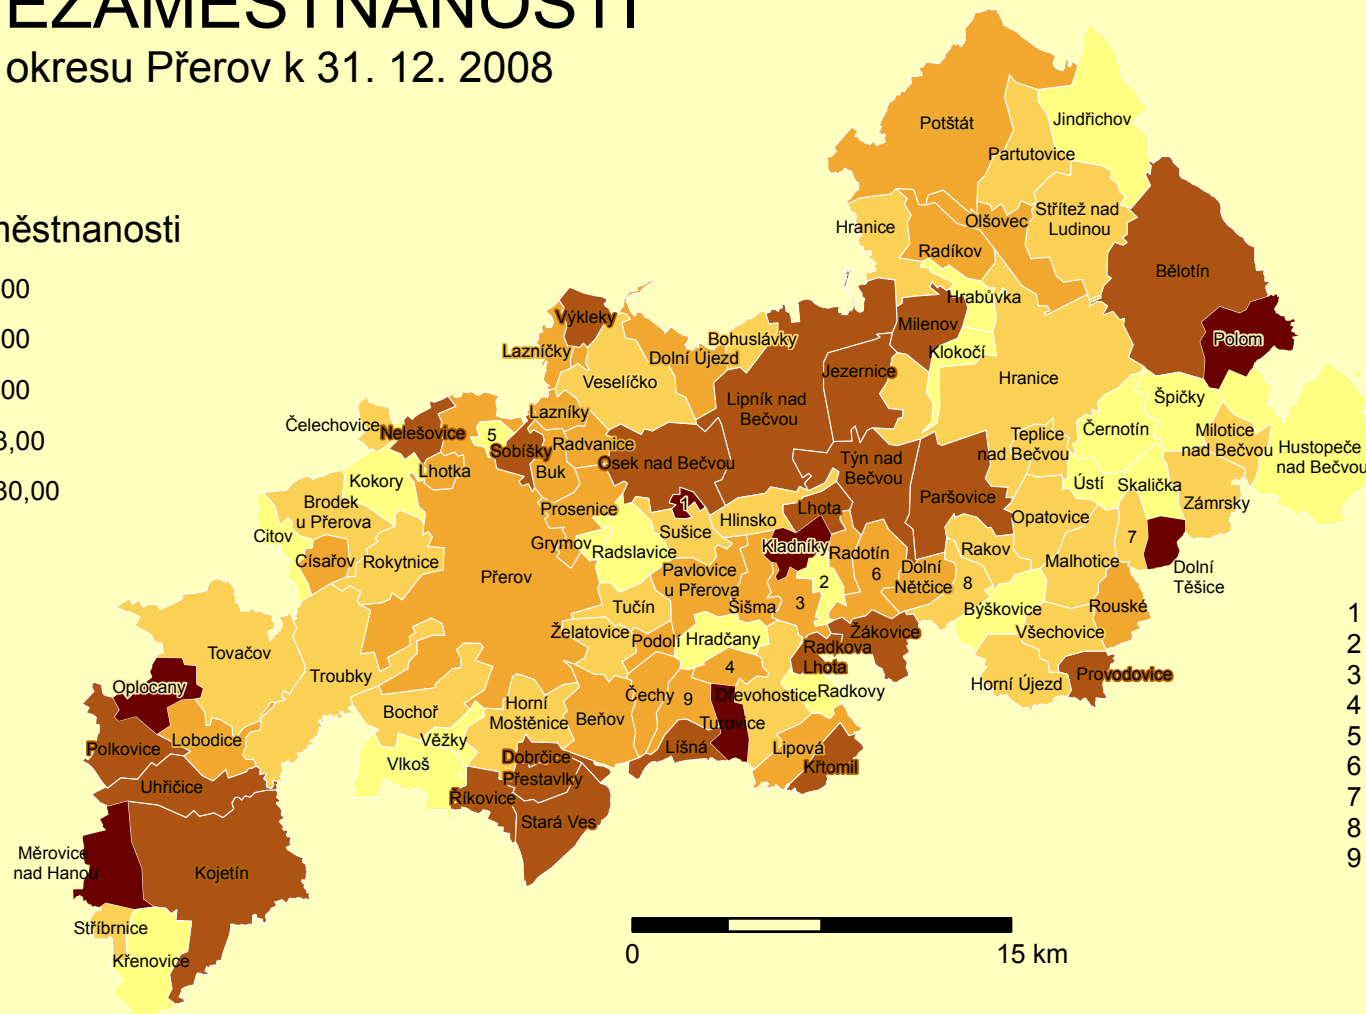 EZAMĚSTNANOSTI
okresu Přerov k 31. 12. 2008
městnanosti
00
00
00
3,00
30,00
Potštát
Jindřichov
Partutovice
Hranice
Olšovec
Střítež nad
Ludinou
Radíkov
Bělotín
Hrabůvka
Milenov
Polom
Výkleky
Bohuslávky
Lazníčky
Dolní Újezd
Klokočí
Jezernice
Veselíčko
Hranice
Lipník nad
Bečvou
Špičky
Čelechovice
Lazníky
Nelešovice
5
Radvanice
Sobíšky
Teplice
nad Bečvou
Černotín
Milotice
nad Bečvou
Hustopeče
nad Bečvou
Osek nad Bečvou
Týn nad
Bečvou
Lhotka
Buk
Kokory
Ústí
Skalička
Paršovice
Brodek
u Přerova
1
Lhota
Prosenice
Zámrsky
Hlinsko
Opatovice
Citov
Sušice
7
Grymov
Radslavice
Kladníky
Radotín
Rakov
Císařov
Rokytnice
Malhotice
Přerov
Pavlovice
u Přerova
2
6
Dolní
Nětčice
8
Dolní
Těšice
Tučín
Šišma
3
Býškovice
Rouské
Želatovice
Podolí
Hradčany
Žákovice
Všechovice
Radkova
Lhota
Tovačov
Troubky
4
Provodovice
Horní Újezd
Oplocany
Čechy
9
Dřevohostice
Radkovy
Bochoř
Horní
Moštěnice
Beňov
Turovice
Věžky
Lobodice
Polkovice
Líšná
Lipová
Dobrčice
Vlkoš
Křtomil
Přestavlky
Uhřičice
Říkovice
Stará Ves
Měrovice
nad Hanou
Kojetín
Stříbrnice
Křenovice
0
15 km
1
2
3
4
5
6
7
8
9